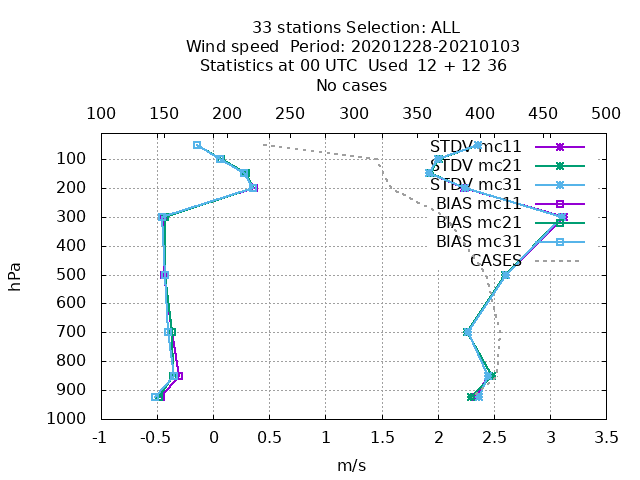 33 stations Selection: ALL
Wind speed  Period: 20201228-20210103
Statistics at 00 UTC  Used  12 + 12 36
No cases
100 150 200 250 300 350 400 450 500
STDV mc11
STDV mc21
STDV mc31
BIAS mc11
BIAS mc21
BIAS mc31
CASES
hPa
100
200
300
400
500
600
700
800
900
1000
-1 -0.5 0 0.5 1 1.5 2 2.5 3 3.5
m/s